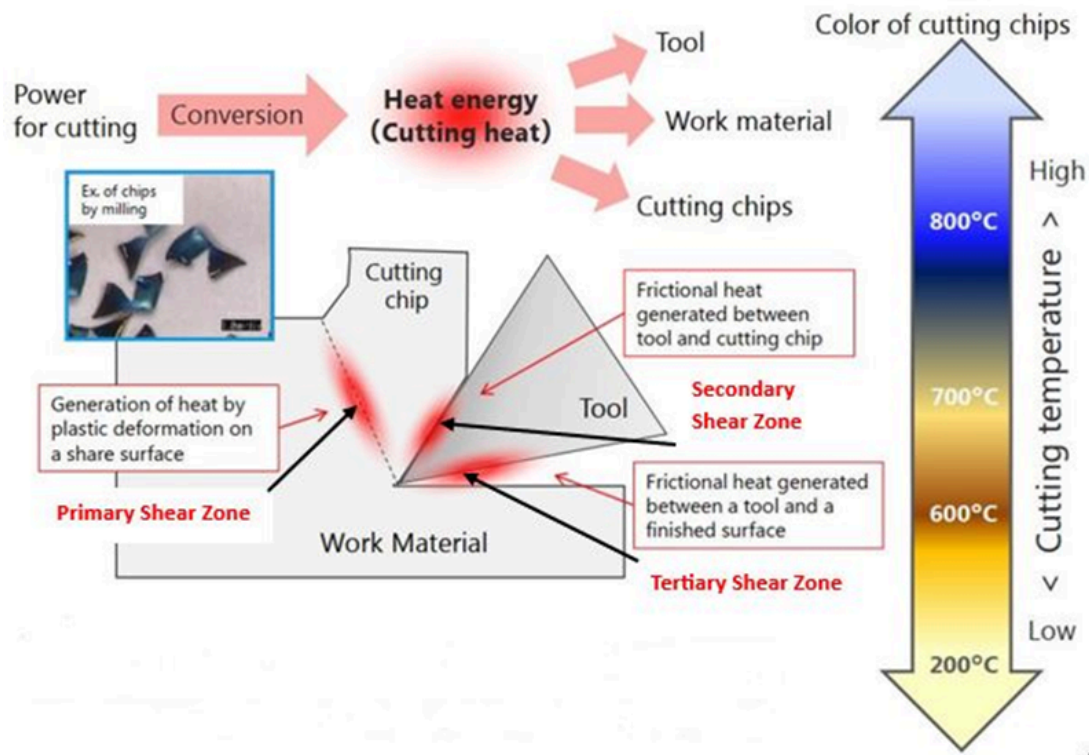 Color of cutting chips
Tool
Power
for cutting
Conversion
Heat energy
(Cutting heat)
Work material
Cutting chips
Ex. of chips
by milling
Cutting
chip
Frictional heat
generated between
tool and cutting chip
Generation of heat by
plastic deformation on
a share surface
Primary Shear Zone
Tool
Secondary
Shear Zone
Frictional heat generated
between a tool and a
finished surface
Tertiary Shear Zone
Work Material
High
< Cutting temperature >
Low
800°C
700°C
600°C
200°C